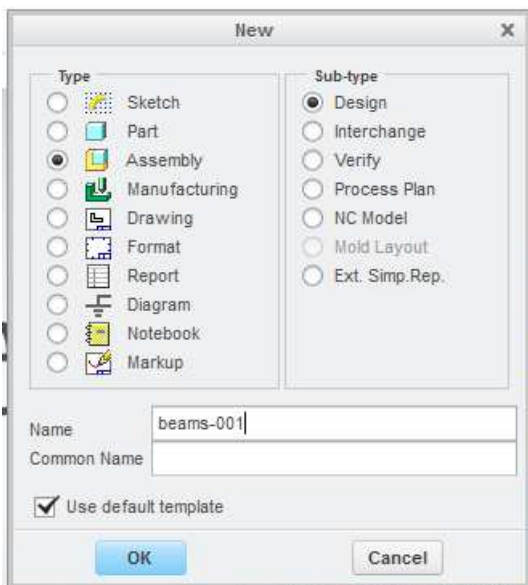 New
Type
Sketch
Part
Assembly
Manufacturing
Drawing
Format
Report
Diagram
Notebook
Markup
Sub-type
Design
Interchange
Verify
Process Plan
NC Model
Mold Layout
Ext. Simp.Rep.
Name beams-001
Common Name
Use default template
OK Cancel